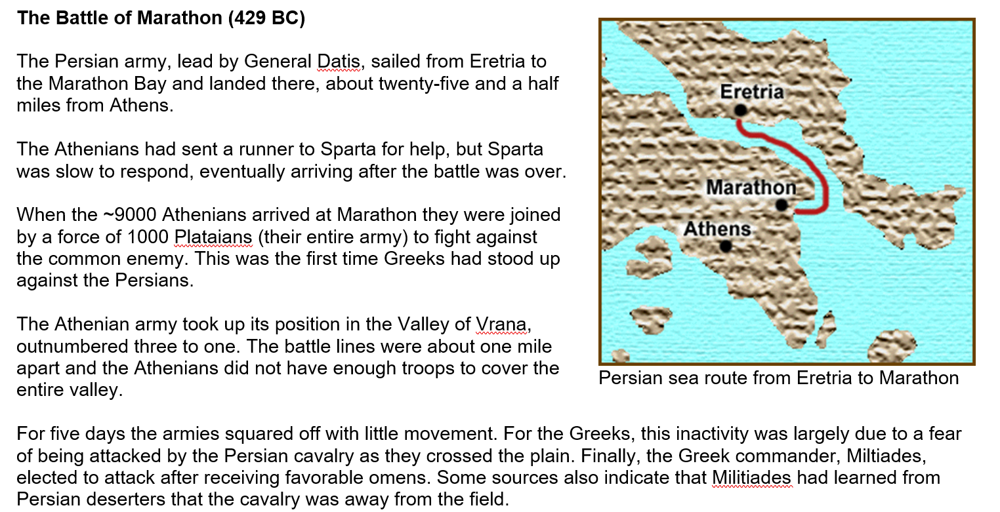 The Battle of Marathon (429 BC)
The Persian army, lead by General Datis, sailed from Eretria to
the Marathon Bay and landed there, about twenty-five and a half
miles from Athens.
The Athenians had sent a runner to Sparta for help, but Sparta
was slow to respond, eventually arriving after the battle was over.
When the ~9000 Athenians arrived at Marathon they were joined
by a force of 1000 Plataians (their entire army) to fight against
the common enemy. This was the first time Greeks had stood up
against the Persians.
The Athenian army took up its position in the Valley of Vrana,
outnumbered three to one. The battle lines were about one mile
apart and the Athenians did not have enough troops to cover the
entire valley.
Eretria
Marathon
Athens
Persian sea route from Eretria to Marathon
For five days the armies squared off with little movement. For the Greeks, this inactivity was largely due to a fear
of being attacked by the Persian cavalry as they crossed the plain. Finally, the Greek commander, Miltiades,
elected to attack after receiving favorable omens. Some sources also indicate that Militiades had learned from
Persian deserters that the cavalry was away from the field.